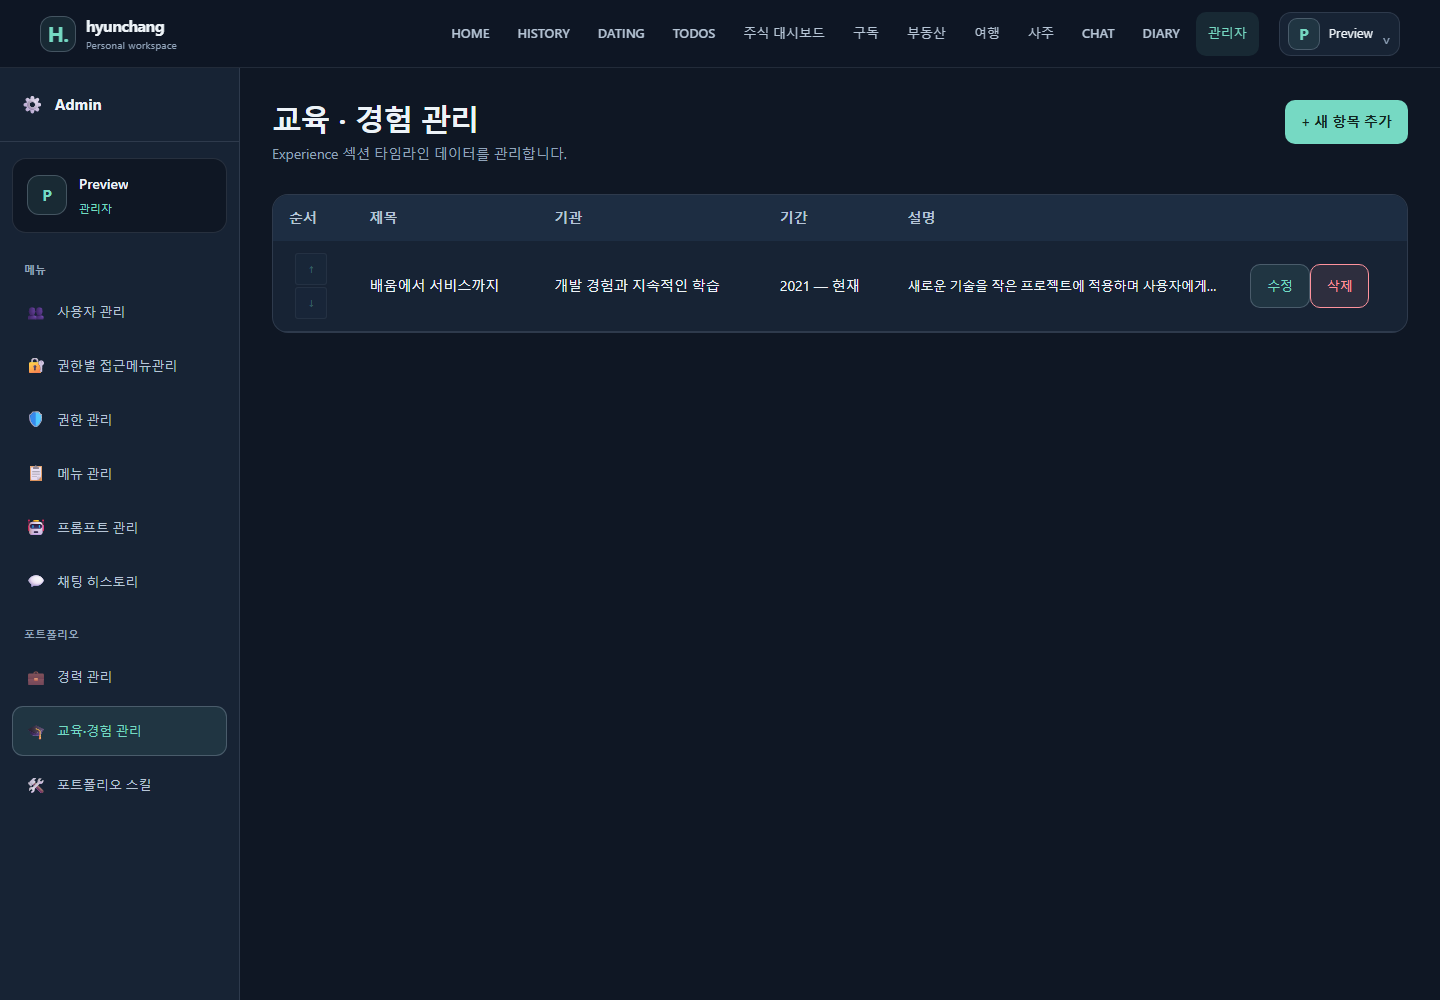 H.
hyunchang
Personal workspace
HOME HISTORY DATING TODOS 주식 대시보드 구독 부동산 여행 사주 CHAT DIARY 관리자
P Preview v
Admin
P
Preview
관리자
메뉴
사용자 관리
권한별 접근메뉴관리
권한 관리
메뉴 관리
프롬프트 관리
채팅 히스토리
포트폴리오
경력 관리
교육·경험 관리
포트폴리오 스킬
교육 · 경험 관리
Experience 섹션 타임라인 데이터를 관리합니다.
+ 새 항목 추가
순서 제목 기관 기간 설명
↑
↓
배움에서 서비스까지 개발 경험과 지속적인 학습 2021 — 현재 새로운 기술을 작은 프로젝트에 적용하며 사용자에게... 수정 삭제